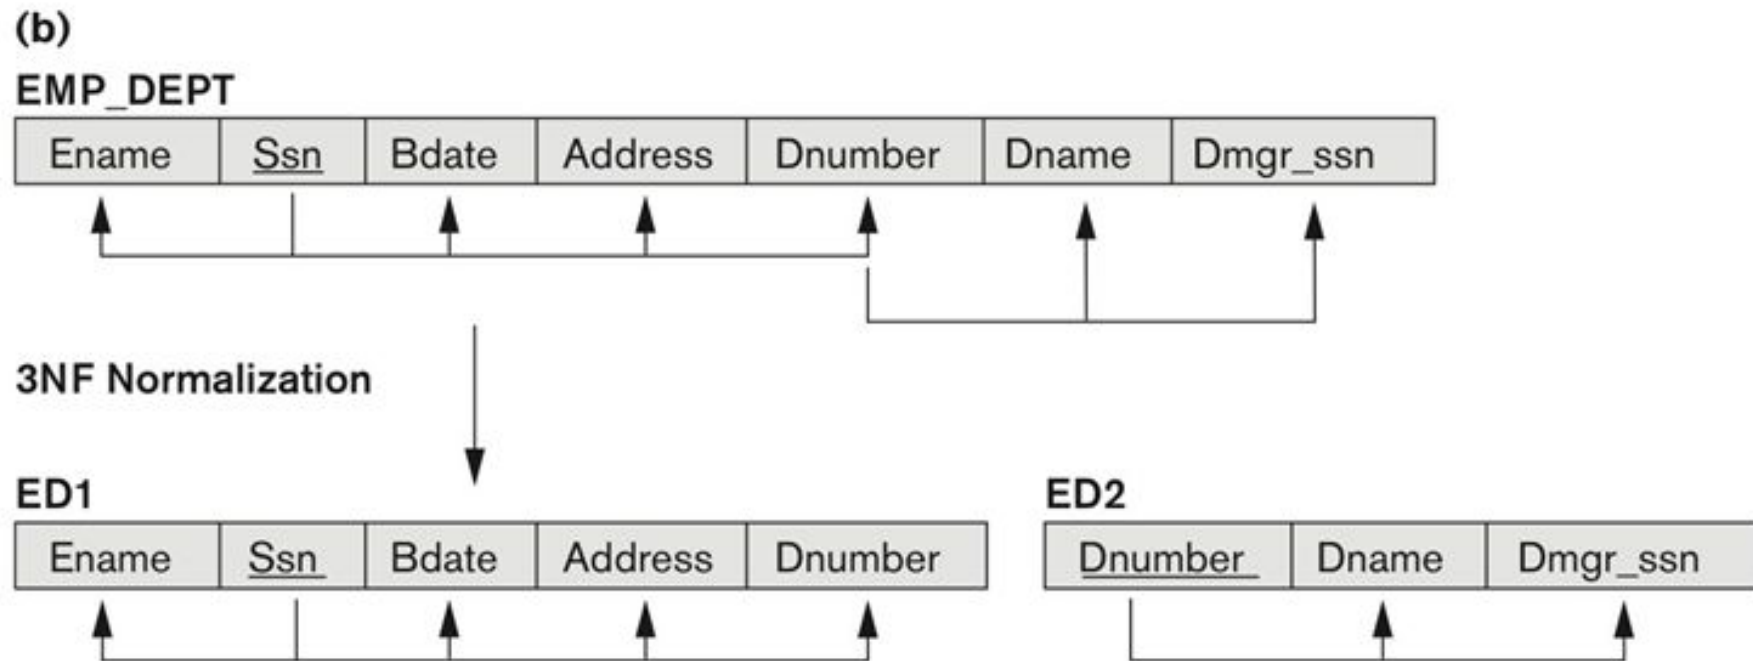 (b)
EMP_DEPT
Ename Ssn Bdate Address Dnumber Dname Dmgr_ssn
3NF Normalization
ED1 ED2
Ename Ssn Bdate Address Dnumber Dnumber Dname Dmgr_ssn